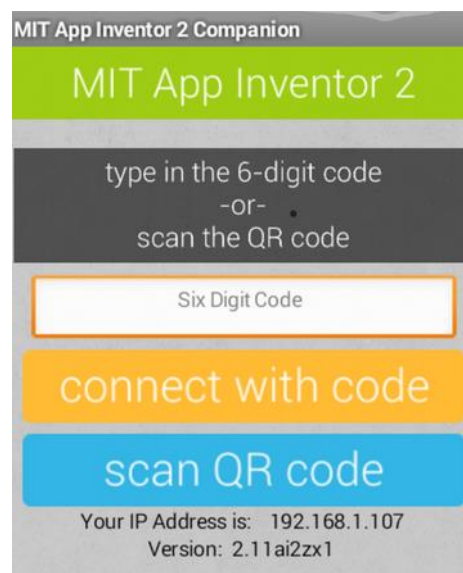 MIT App Inventor 2 Companion
MIT App Inventor 2
type in the 6-digit code
-or-
scan the QR code
Six Digit Code
connect with code
scan QR code
Your IP Address is: 192.168.1.107
Version: 2.11ai2zx1